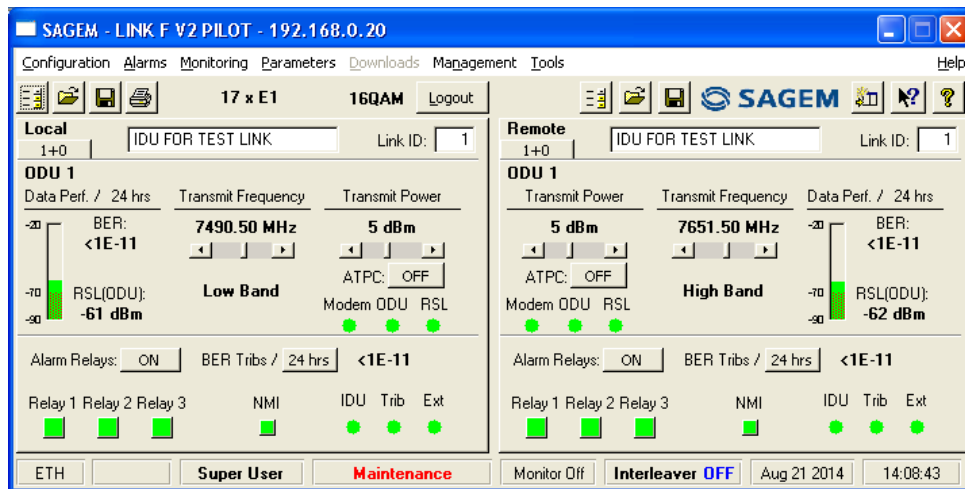 SAGEM - LINK F V2 PILOT - 192.168.0.20
Configuration Alarms Monitoring Parameters Downloads Management Tools Help
17 x E1 16QAM Logout SAGEM
Local
1+0 IDU FOR TEST LINK Link ID: 1
ODU 1
Data Perf. / 24 hrs Transmit Frequency Transmit Power
-20 BER: 7490.50 MHz 5 dBm
<1E-11
ATPC: OFF
-70 RSL(ODU): Low Band
Modem ODU RSL
-90 -61 dBm
Alarm Relays: ON BER Tribs / 24 hrs <1E-11
Relay 1 Relay 2 Relay 3 NMI IDU Trib Ext
Remote
1+0 IDU FOR TEST LINK Link ID: 1
ODU 1
Transmit Power Transmit Frequency Data Perf. / 24 hrs
5 dBm 7651.50 MHz -20 BER:
<1E-11
ATPC: OFF
High Band -70 RSL(ODU):
Modem ODU RSL
-90 -62 dBm
Alarm Relays: ON BER Tribs / 24 hrs <1E-11
Relay 1 Relay 2 Relay 3 NMI IDU Trib Ext
ETH Super User Maintenance Monitor Off Interleaver OFF Aug 21 2014 14:08:43